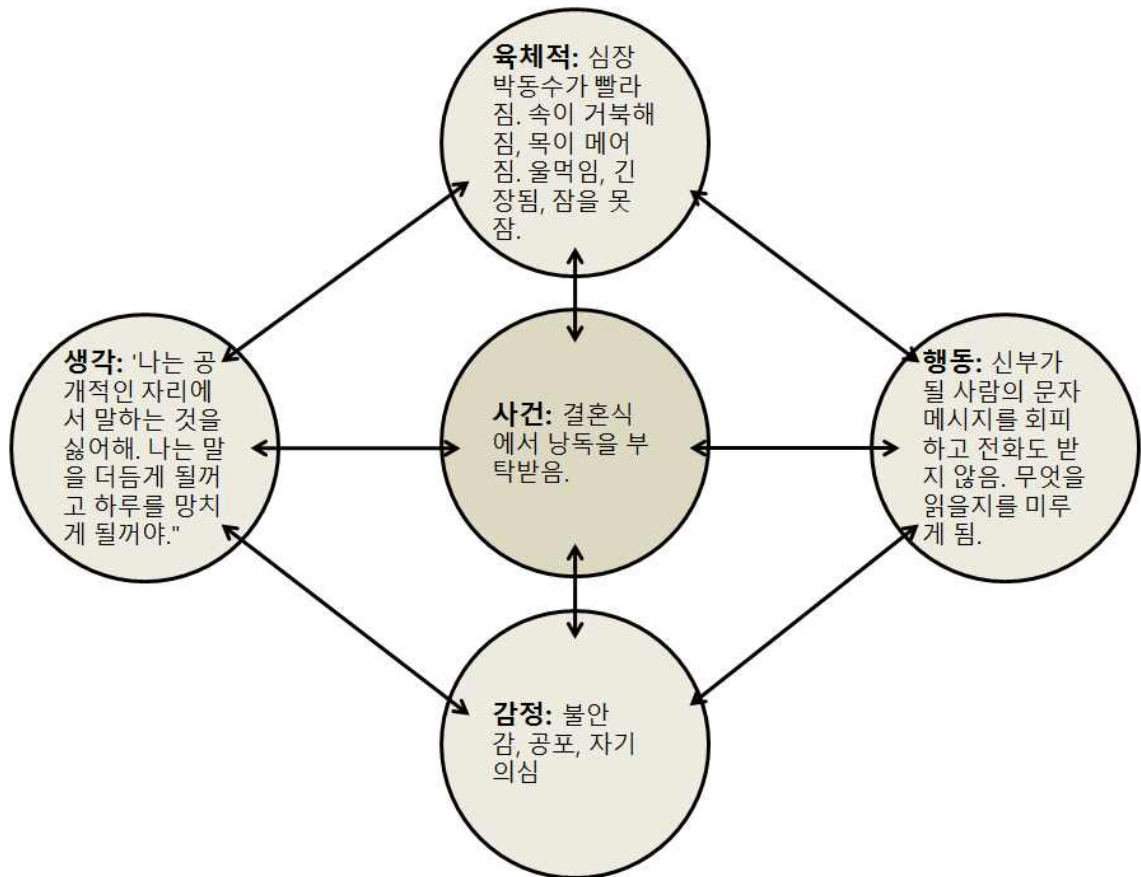 육체적: 심장
박동수가 빨라
짐. 속이 거북해
짐, 목이 메어
짐. 울먹임, 긴
장됨, 잠을 못
잠.
생각: '나는 공
개적인 자리에
서 말하는 것을
싫어해. 나는 말
을 더듬게 될꺼
고 하루를 망치
게 될꺼야."
사건: 결혼식
에서 낭독을 부
탁받음.
행동: 신부가
될 사람의 문자
메시지를 회피
하고 전화도 받
지 않음. 무엇을
읽을지를 미루
게 됨.
감정: 불안
감, 공포, 자기
의심